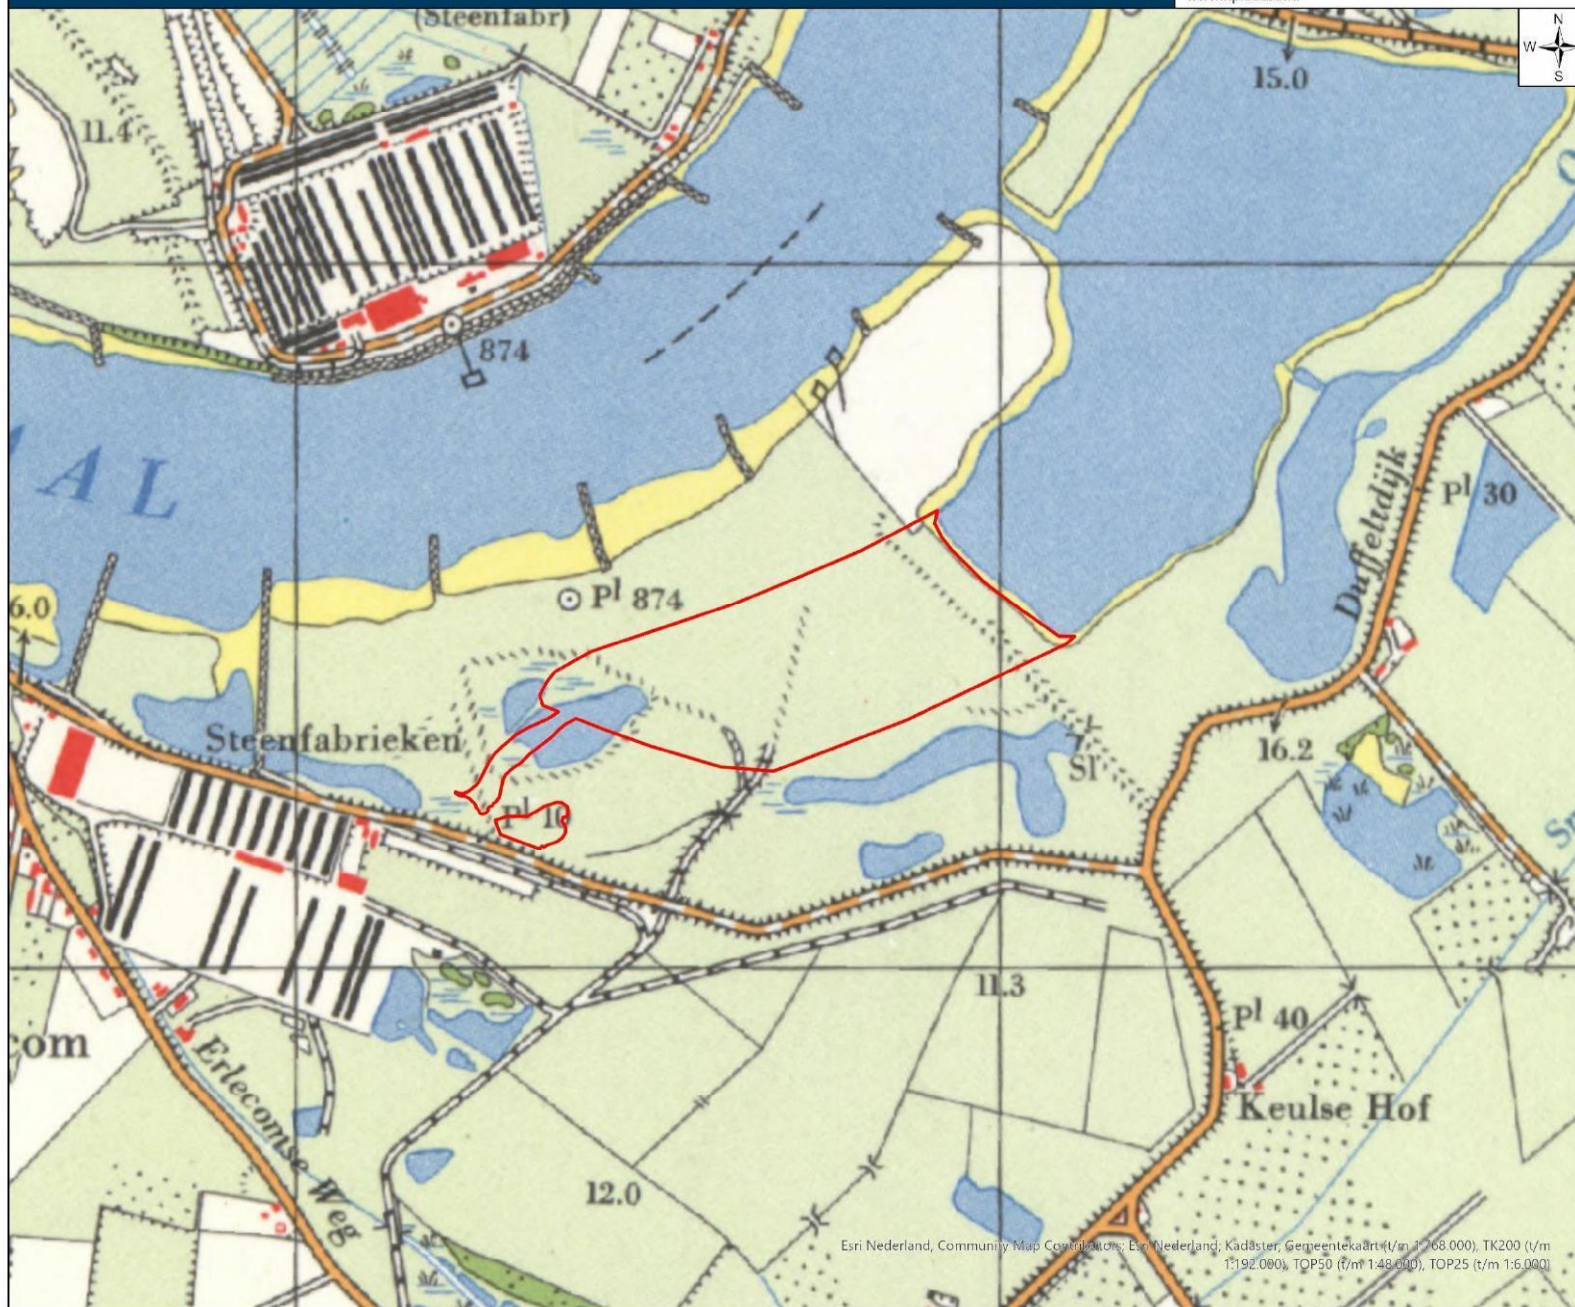 (Steenfabr)
N
W
S
15.0
11.4
874
AAL
Pl 30
Duffeltdijk
Pl 874
6.0
Steenfabrieken
16.2
Sl
Pl 10
11.3
Pl 40
com
Erlecomse Weg
Keulse Hof
12.0
Esri Nederland, Community Map Contributors; Esri Nederland; Kadaster, Gemeentekaart (t/m 1:768.000), TK200 (t/m
1:192.000), TOP50 (t/m 1:48.000), TOP25 (t/m 1:6.000)